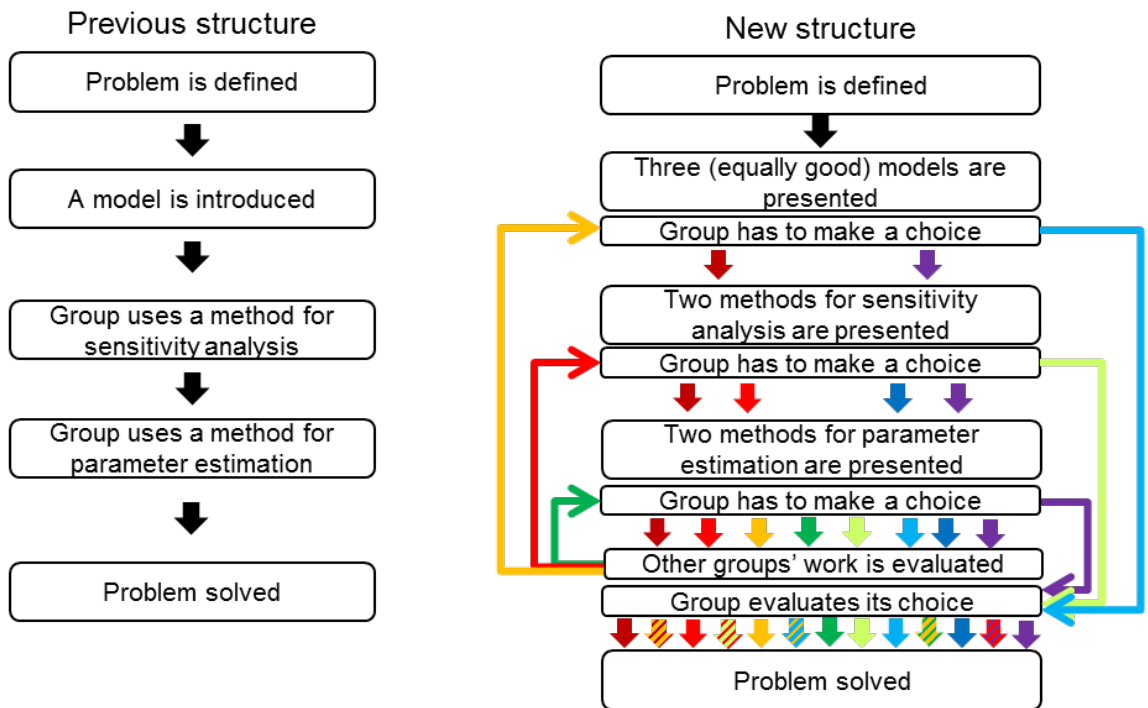 Previous structure
Problem is defined
A model is introduced
Group uses a method for
sensitivity analysis
Group uses a method for
parameter estimation
Problem solved
New structure
Problem is defined
Three (equally good) models are
presented
Group has to make a choice
Two methods for sensitivity
analysis are presented
Group has to make a choice
Two methods for parameter
estimation are presented
Group has to make a choice
Other groups’ work is evaluated
Group evaluates its choice
Problem solved